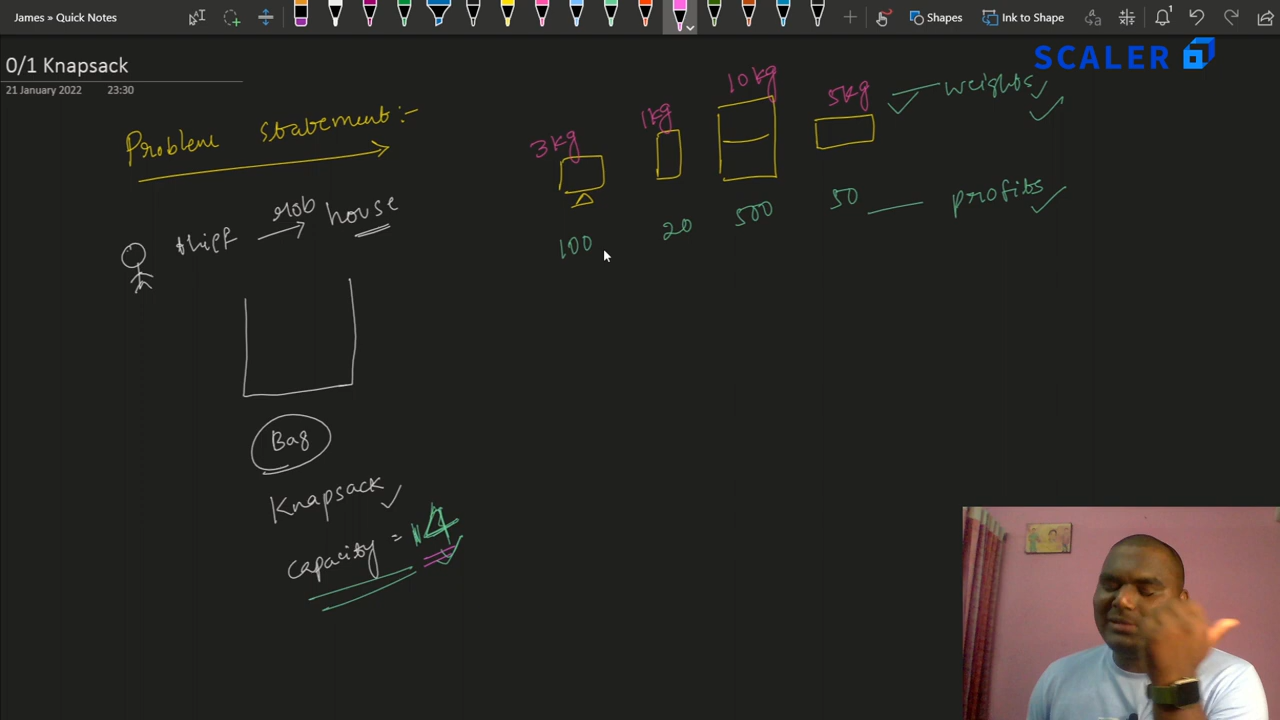 James » Quick Notes
Shapes
Ink to Shape
SCALER
0/1 Knapsack
21 January 2022 23:30
Problem statement:-
3kg 1kg 10kg 5kg weights
100 20 500 50 profits
thief rob house
Bag
Knapsack
capacity = 14